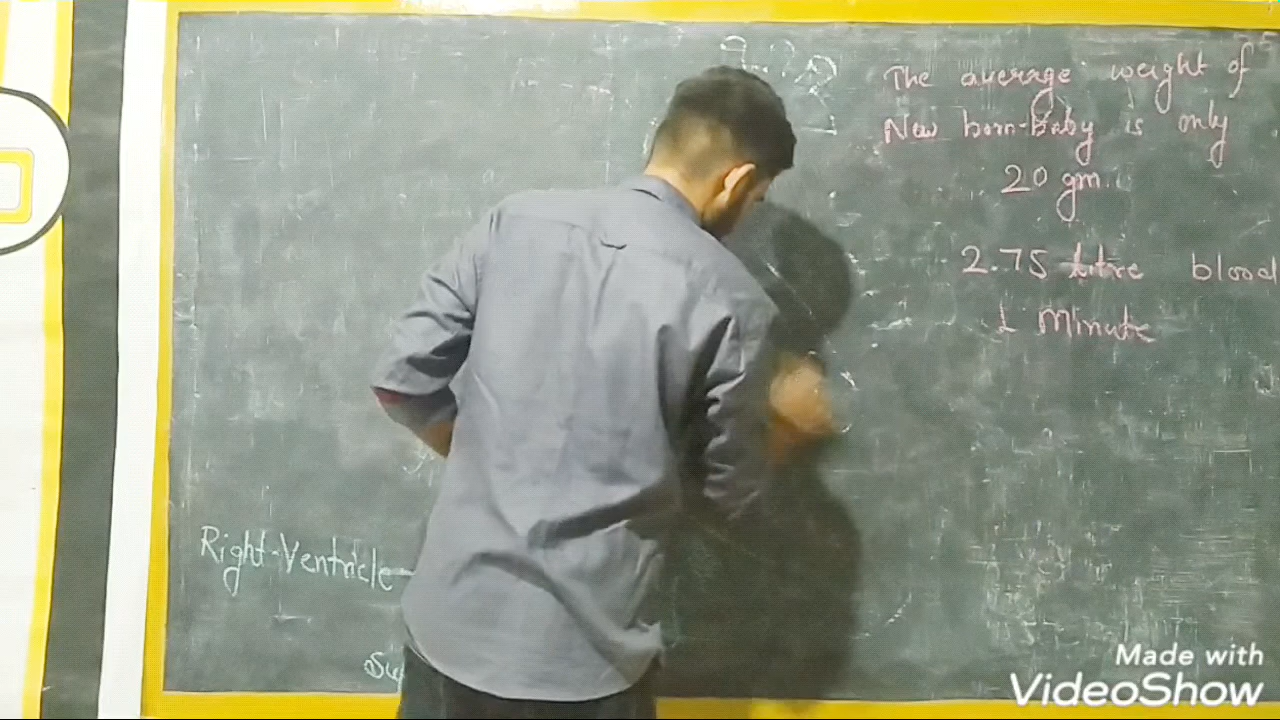 The average weight of
New born-Baby is only
20 gm.
2.75 litre blood
1 Minute
Right-Ventricle-
Made with
VideoShow